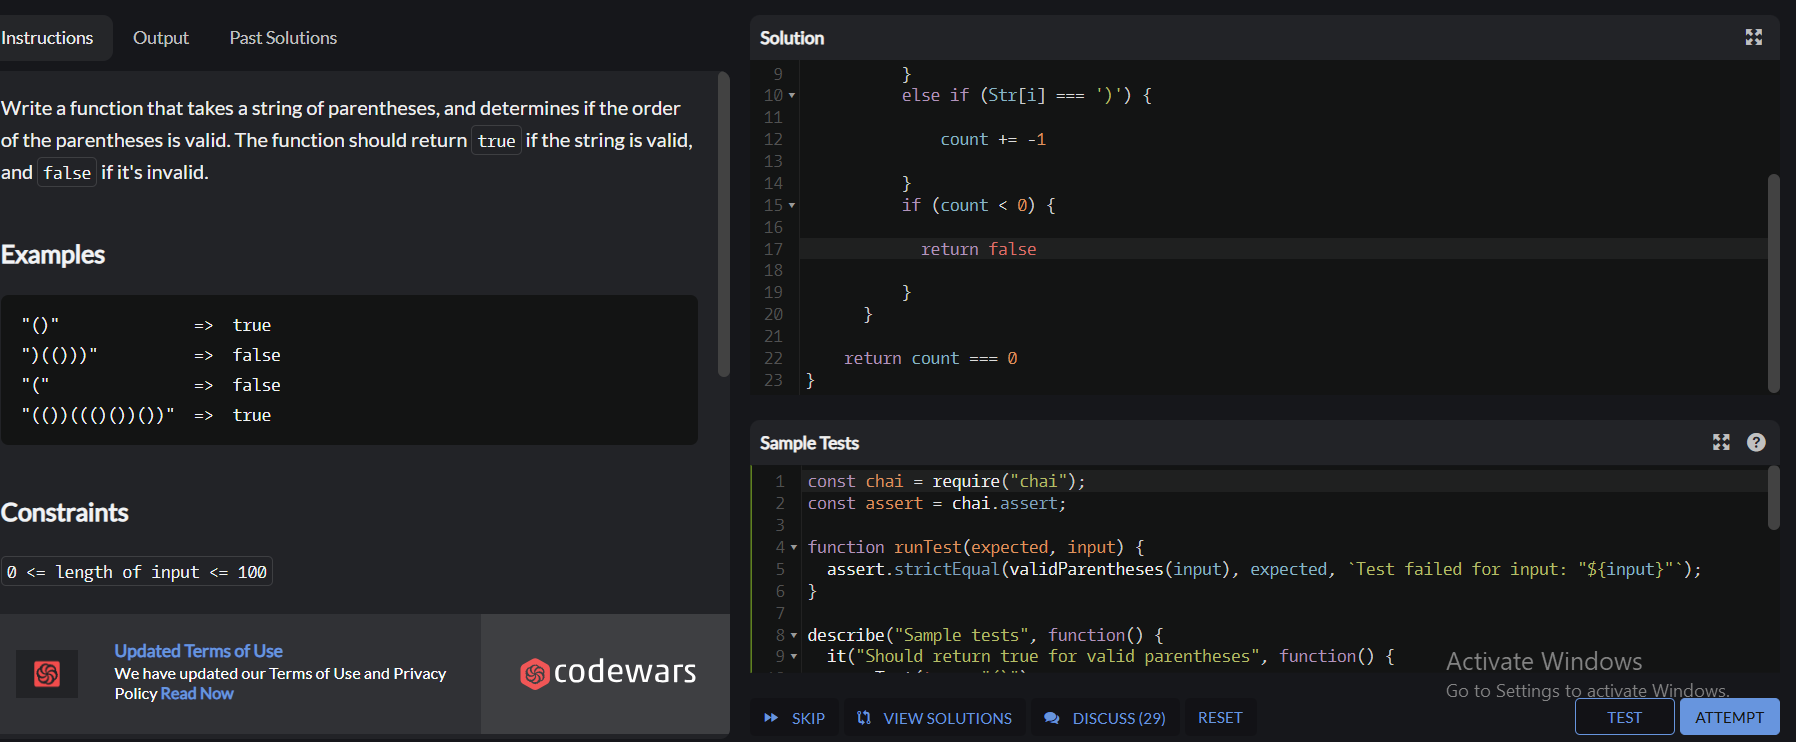 Instructions Output Past Solutions
Write a function that takes a string of parentheses, and determines if the order
of the parentheses is valid. The function should return true if the string is valid,
and false if it's invalid.
Examples
"()" => true
")(()))" => false
"(" => false
"(())((()())())" => true
Constraints
0 <= length of input <= 100
Updated Terms of Use
We have updated our Terms of Use and Privacy
Policy Read Now
codewars
Solution
9 }
10 else if (Str[i] === ')') {
11
12 count += -1
13
14 }
15 if (count < 0) {
16
17 return false
18
19 }
20 }
21
22 return count === 0
23 }
Sample Tests
1 const chai = require("chai");
2 const assert = chai.assert;
3
4 function runTest(expected, input) {
5 assert.strictEqual(validParentheses(input), expected, `Test failed for input: "${input}"`);
6 }
7
8 describe("Sample tests", function() {
9 it("Should return true for valid parentheses", function() {
Activate Windows
Go to Settings to activate Windows.
SKIP VIEW SOLUTIONS DISCUSS (29) RESET TEST ATTEMPT